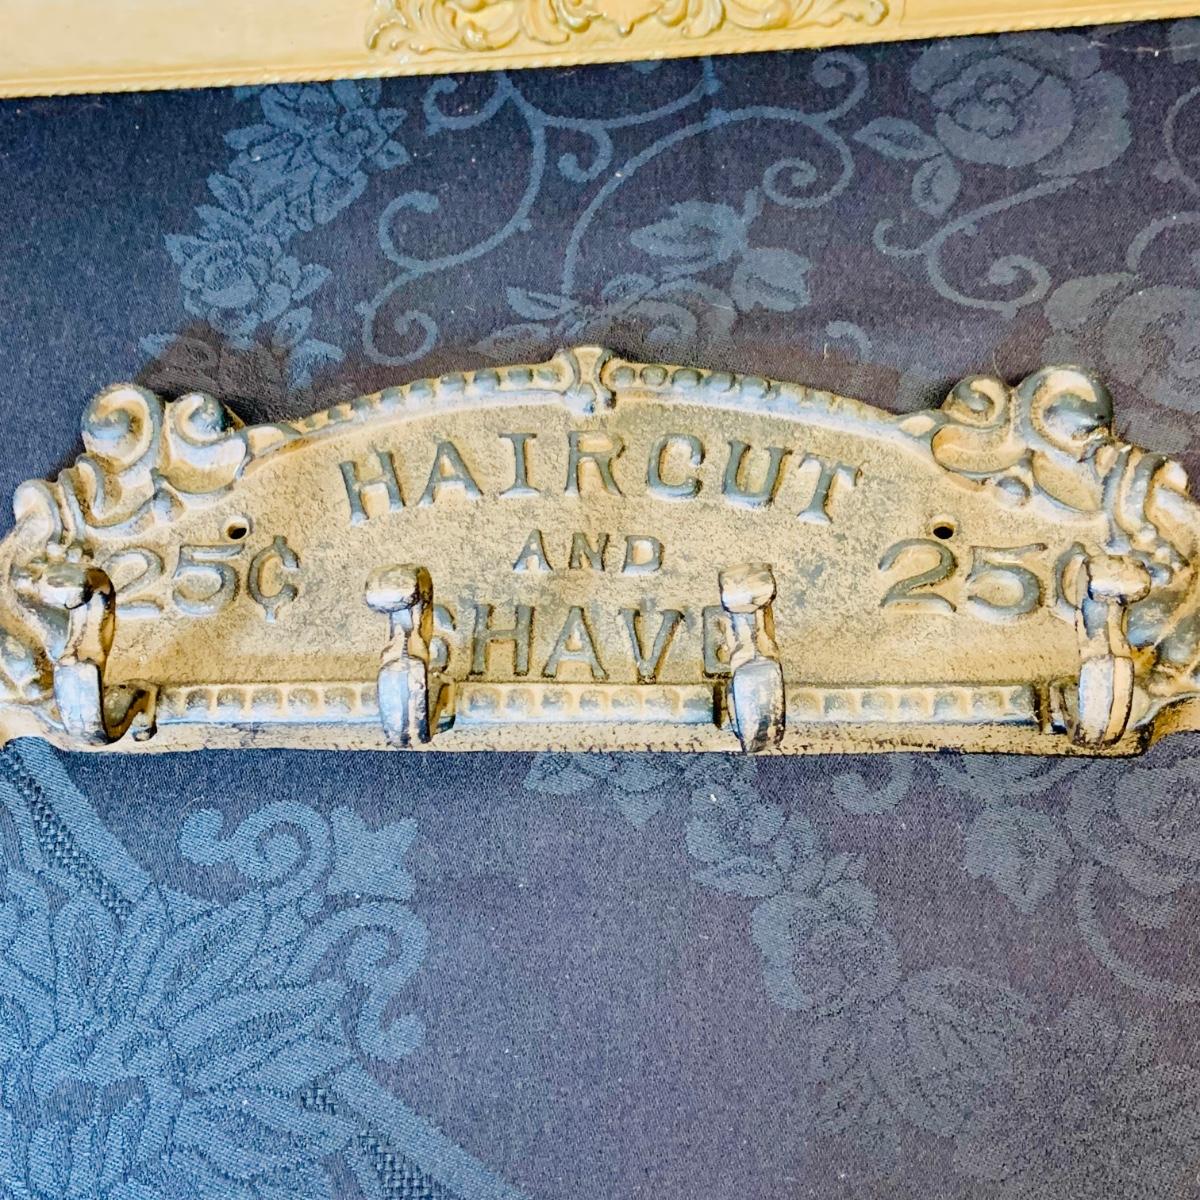 HAIRCUT
AND
25¢ 25¢
SHAVE